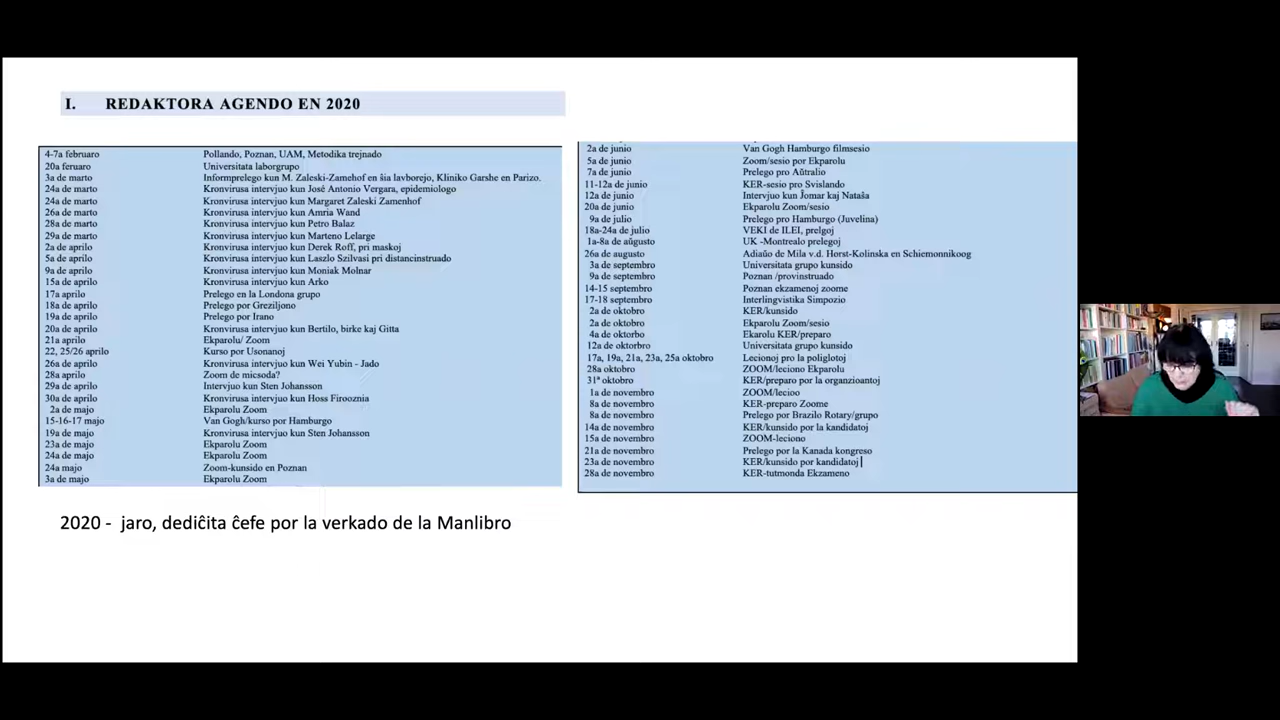 I. REDAKTORA AGENDO EN 2020
4-7a februaro Pollando, Poznan, UAM, Metodika trejnado
20a feruaro Universitata laborgrupo
3a de marto Informprelego kun M. Zaleski-Zamehof en ŝia lavborejo, Kliniko Garshe en Parizo.
24a de marto Kronvirusa intervjuo kun José Antonio Vergara, epidemiologo
24a de marto Kronvirusa intervjuo kun Margaret Zaleski Zamenhof
26a de marto Kronvirusa intervjuo kun Amria Wand
28a de marto Kronvirusa intervjuo kun Petro Balaz
29a de marto Kronvirusa intervjuo kun Marteno Lelarge
2a de aprilo Kronvirusa intervjuo kun Derek Roff, pri maskoj
5a de aprilo Kronvirusa intervjuo kun Laszlo Szilvasi pri distancinstruado
9a de aprilo Kronvirusa intervjuo kun Moniak Molnar
15a de aprilo Kronvirusa intervjuo kun Arko
17a aprilo Prelego en la Londona grupo
18a de aprilo Prelego por Greziljono
19a de aprilo Prelego por Irano
20a de aprilo Kronvirusa intervjuo kun Bertilo, birke kaj Gitta
21a aprilo Ekparolu/ Zoom
22, 25/26 aprilo Kurso por Usonanoj
26a de aprilo Kronvirusa intervjuo kun Wei Yubin - Jado
28a aprilo Zoom de micsoda?
29a de aprilo Intervjuo kun Sten Johansson
30a de aprilo Kronvirusa intervjuo kun Hoss Firooznia
2a de majo Ekparolu Zoom
15-16-17 majo Van Gogh/kurso por Hamburgo
19a de majo Kronvirusa intervjuo kun Sten Johansson
23a de majo Ekparolu Zoom
24a de majo Ekparolu Zoom
24a majo Zoom-kunsido en Poznan
3a de majo Ekparolu Zoom
2a de junio Van Gogh Hamburgo filmsesio
5a de junio Zoom/sesio por Ekparolu
7a de junio Prelego pro Aŭtralio
11-12a de junio KER-sesio pro Svislando
12a de junio Intervjuo kun Ĵomar kaj Nataŝa
20a de junio Ekparolu Zoom/sesio
9a de julio Prelego pro Hamburgo (Juvelina)
18a-24a de julio VEKI de ILEI, prelgoj
1a-8a de aŭgusto UK -Montrealo prelegoj
26a de augusto Adiaŭo de Mila v.d. Horst-Kolinska en Schiemonnikoog
3a de septembro Universitata grupo kunsido
9a de septembro Poznan /provinstruado
14-15 septembro Poznan ekzamenoj zoome
17-18 septembro Interlingvistika Simpozio
2a de oktobro KER/kunsido
2a de oktobro Ekparolu Zoom/sesio
4a de oktorbo Ekarolu KER/preparo
12a de oktorbo Universitata grupo kunsido
17a, 19a, 21a, 23a, 25a oktobro Lecionoj pro la poliglotoj
28a oktobro ZOOM/leciono Ekparolu
31ª oktobro KER/preparo por la organzioantoj
1a de novembro ZOOM/lecioo
8a de novembro KER-preparo Zoome
8a de novembro Prelego por Brazilo Rotary/grupo
14a de novembro KER/kunsido por la kandidatoj
15a de novembro ZOOM-leciono
21a de novembro Prelego por la Kanada kongreso
23a de novembro KER/kunsido por kandidatoj
28a de novembro KER-tutmonda Ekzameno
2020 - jaro, dediĉita ĉefe por la verkado de la Manlibro